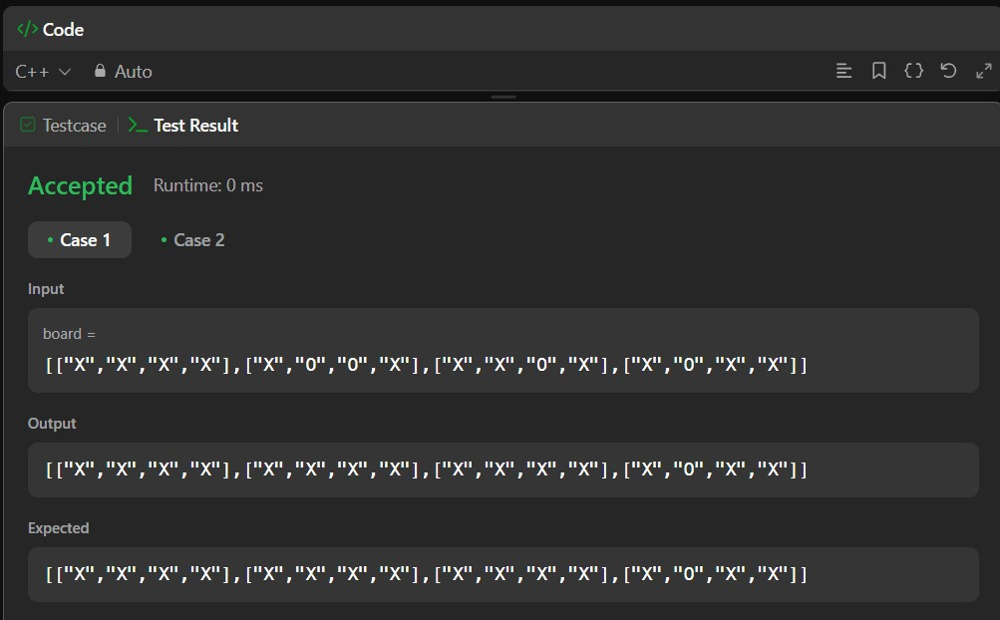 </> Code
C++ Auto
Testcase Test Result
Accepted Runtime: 0 ms
Case 1 Case 2
Input
board =
[["X","X","X","X"],["X","O","O","X"],["X","X","O","X"],["X","O","X","X"]]
Output
[["X","X","X","X"],["X","X","X","X"],["X","X","X","X"],["X","O","X","X"]]
Expected
[["X","X","X","X"],["X","X","X","X"],["X","X","X","X"],["X","O","X","X"]]